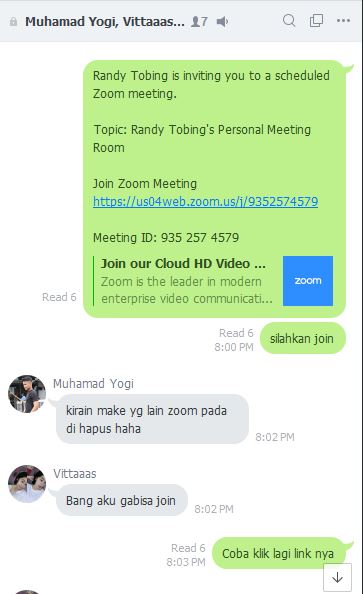 Muhamad Yogi, Vittaaas... 7
Randy Tobing is inviting you to a scheduled
Zoom meeting.
Topic: Randy Tobing's Personal Meeting
Room
Join Zoom Meeting
https://us04web.zoom.us/j/9352574579
Meeting ID: 935 257 4579
Join our Cloud HD Video ...
Zoom is the leader in modern
enterprise video communicati...
zoom
Read 6
Read 6
8:00 PM
silahkan join
Muhamad Yogi
kirain make yg lain zoom pada
di hapus haha
8:02 PM
Vittaaas
Bang aku gabisa join
8:02 PM
Read 6
8:03 PM
Coba klik lagi link nya